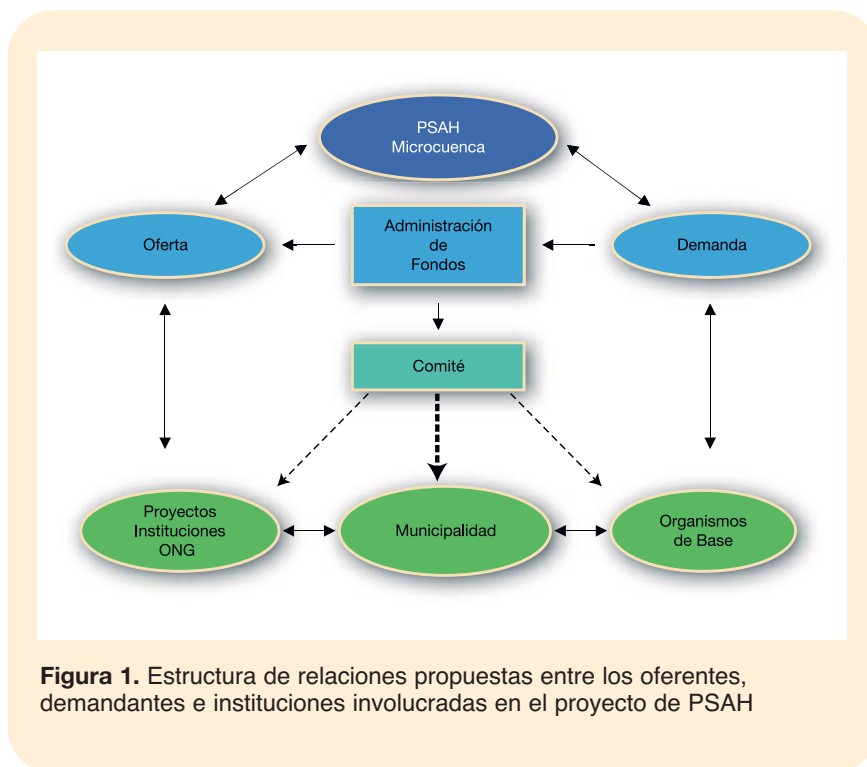 PSAH
Microcuenca
Oferta
Administración
de
Fondos
Demanda
Comité
Proyectos
Instituciones
ONG
Municipalidad
Organismos
de Base
Figura 1. Estructura de relaciones propuestas entre los oferentes,
demandantes e instituciones involucradas en el proyecto de PSAH